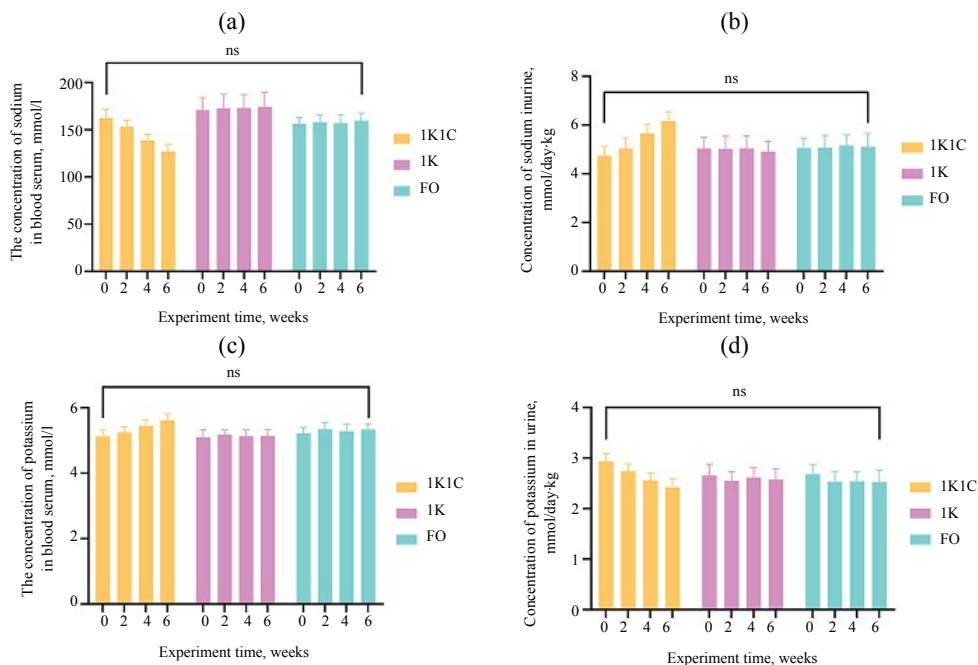 (a)
ns
The concentration of sodium
in blood serum, mmol/l
200
150
100
50
0
0 2 4 6 0 2 4 6 0 2 4 6
Experiment time, weeks
1K1C
1K
FO
(b)
ns
Concentration of sodium inurine,
mmol/day·kg
8
6
4
2
0
0 2 4 6 0 2 4 6 0 2 4 6
Experiment time, weeks
1K1C
1K
FO
(c)
ns
The concentration of potassium
in blood serum, mmol/l
6
4
2
0
0 2 4 6 0 2 4 6 0 2 4 6
Experiment time, weeks
1K1C
1K
FO
(d)
ns
Concentration of potassium in urine,
mmol/day·kg
4
3
2
1
0
0 2 4 6 0 2 4 6 0 2 4 6
Experiment time, weeks
1K1C
1K
FO